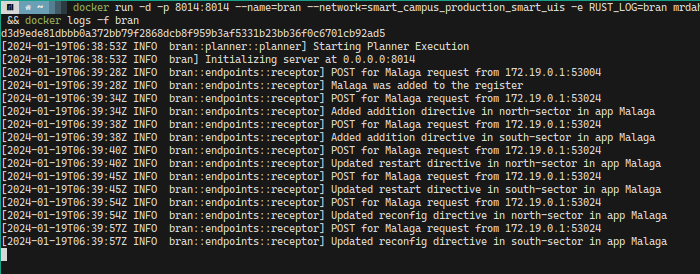 ~ docker run -d -p 8014:8014 --name=bran --network=smart_campus_production_smart_uis -e RUST_LOG=bran mrdah
&& docker logs -f bran
d3d9ede81dbbb0a372bb79f2868dcb8f959b3af5331b23bb36f0c6701cb92ad5
[2024-01-19T06:38:53Z INFO  bran::planner::planner] Starting Planner Execution
[2024-01-19T06:38:53Z INFO  bran] Initializing server at 0.0.0.0:8014
[2024-01-19T06:39:28Z INFO  bran::endpoints::receptor] POST for Malaga request from 172.19.0.1:53004
[2024-01-19T06:39:28Z INFO  bran::endpoints::receptor] Malaga was added to the register
[2024-01-19T06:39:34Z INFO  bran::endpoints::receptor] POST for Malaga request from 172.19.0.1:53024
[2024-01-19T06:39:34Z INFO  bran::endpoints::receptor] Added addition directive in north-sector in app Malaga
[2024-01-19T06:39:38Z INFO  bran::endpoints::receptor] POST for Malaga request from 172.19.0.1:53024
[2024-01-19T06:39:38Z INFO  bran::endpoints::receptor] Added addition directive in south-sector in app Malaga
[2024-01-19T06:39:40Z INFO  bran::endpoints::receptor] POST for Malaga request from 172.19.0.1:53024
[2024-01-19T06:39:40Z INFO  bran::endpoints::receptor] Updated restart directive in north-sector in app Malaga
[2024-01-19T06:39:45Z INFO  bran::endpoints::receptor] POST for Malaga request from 172.19.0.1:53024
[2024-01-19T06:39:45Z INFO  bran::endpoints::receptor] Updated restart directive in south-sector in app Malaga
[2024-01-19T06:39:54Z INFO  bran::endpoints::receptor] POST for Malaga request from 172.19.0.1:53024
[2024-01-19T06:39:54Z INFO  bran::endpoints::receptor] Updated reconfig directive in north-sector in app Malaga
[2024-01-19T06:39:57Z INFO  bran::endpoints::receptor] POST for Malaga request from 172.19.0.1:53024
[2024-01-19T06:39:57Z INFO  bran::endpoints::receptor] Updated reconfig directive in south-sector in app Malaga